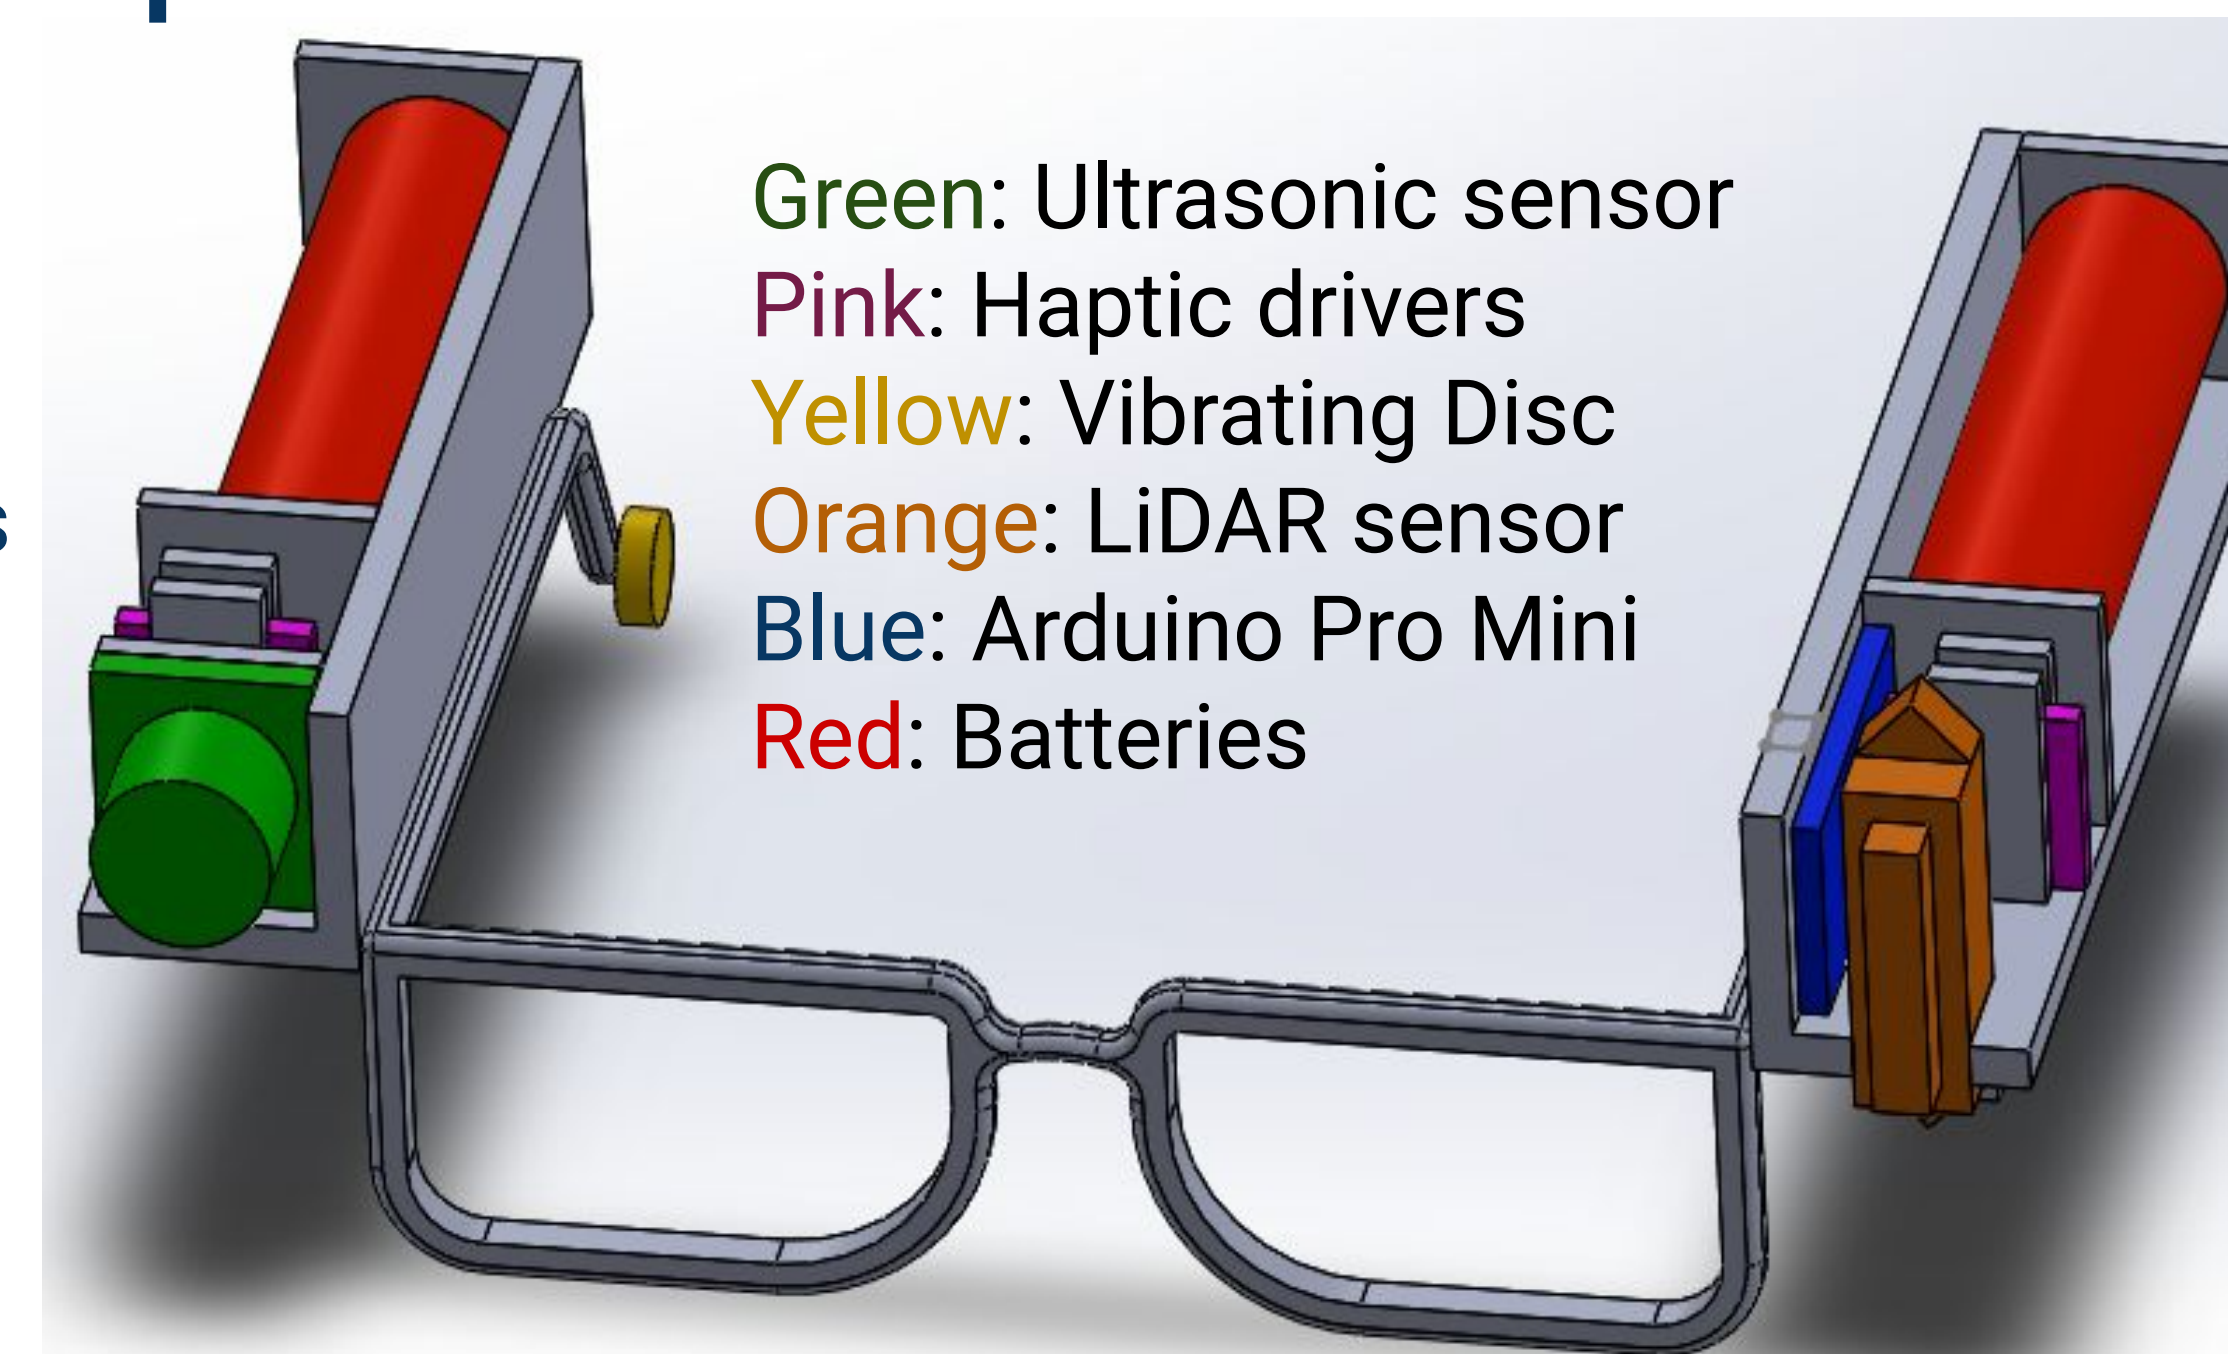 s
Green: Ultrasonic sensor
Pink: Haptic drivers
Yellow: Vibrating Disc
Orange: LiDAR sensor
Blue: Arduino Pro Mini
Red: Batteries